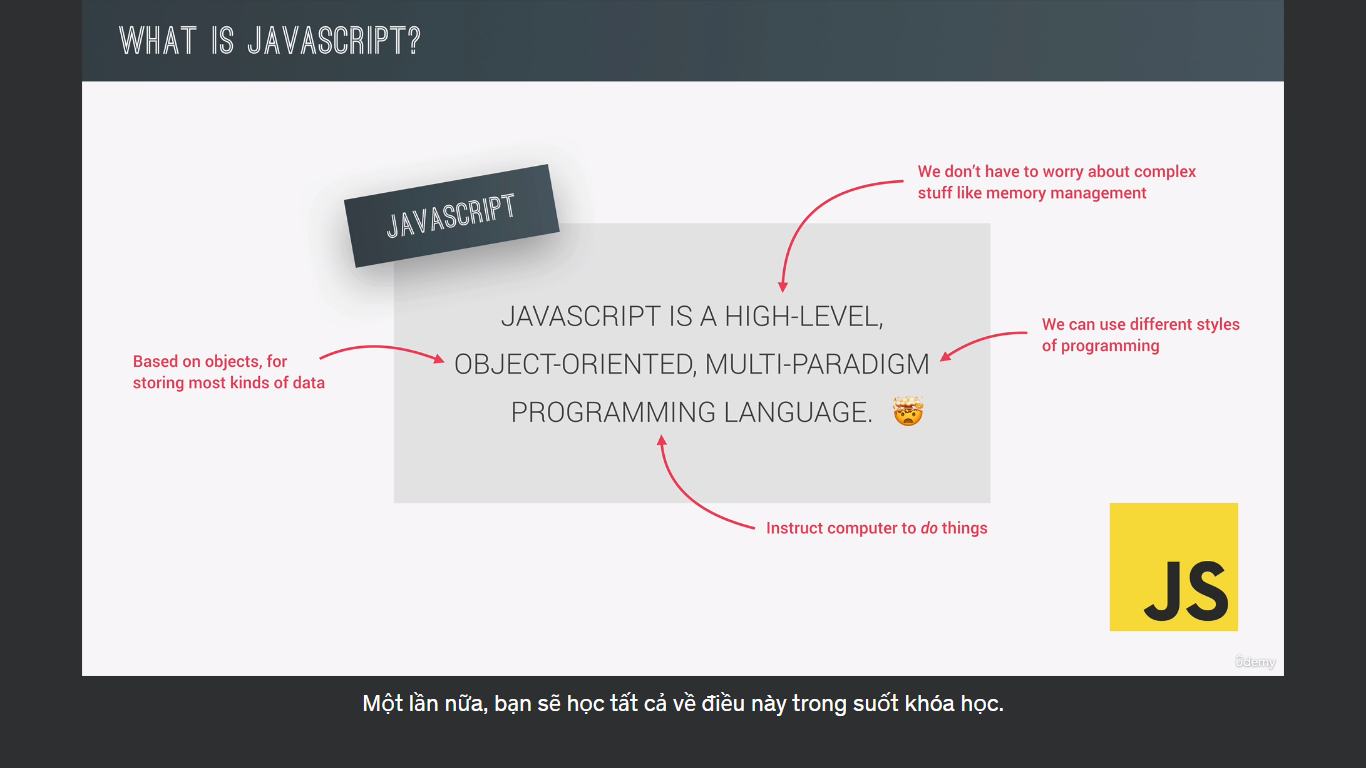 WHAT IS JAVASCRIPT?
JAVASCRIPT
We don’t have to worry about complex
stuff like memory management
JAVASCRIPT IS A HIGH-LEVEL,
OBJECT-ORIENTED, MULTI-PARADIGM
PROGRAMMING LANGUAGE. 🤯
We can use different styles
of programming
Based on objects, for
storing most kinds of data
Instruct computer to do things
JS
ûdemy
Một lần nữa, bạn sẽ học tất cả về điều này trong suốt khóa học.